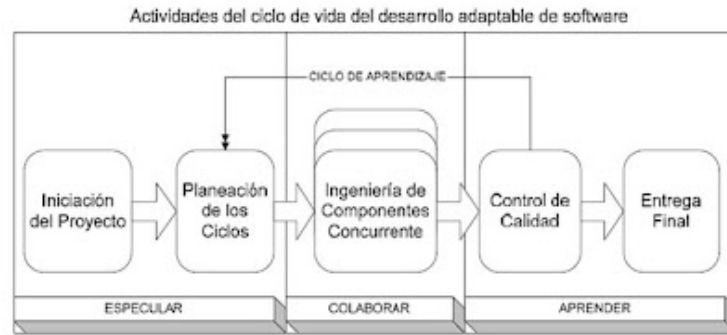 Actividades del ciclo de vida del desarrollo adaptable de software
CICLO DE APRENDIZAJE
Iniciación
del Proyecto
Planeación
de los
Ciclos
Ingeniería de
Componentes
Concurrente
Control de
Calidad
Entrega
Final
ESPECULAR
COLABORAR
APRENDER